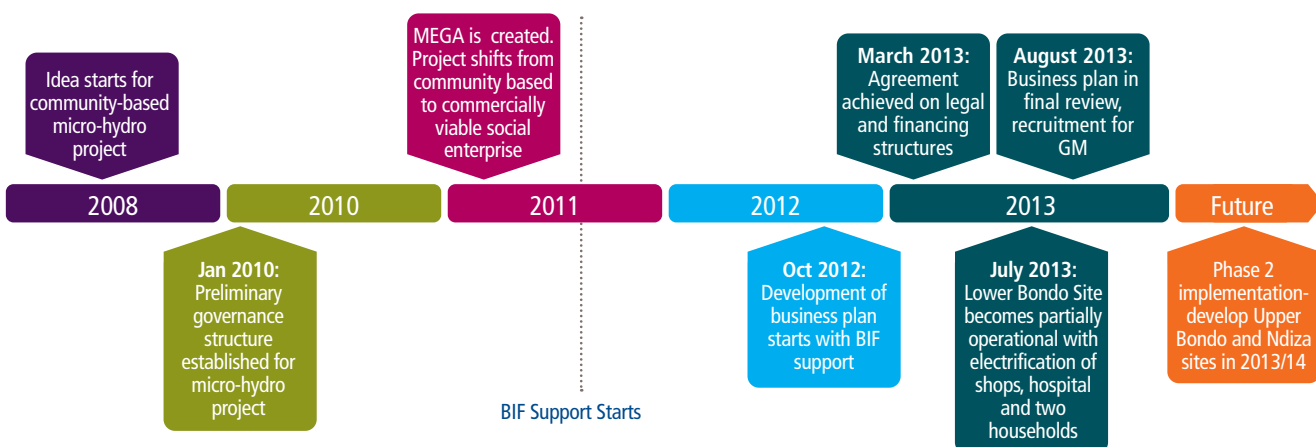 Idea starts for
community-based
micro-hydro
project
MEGA is created.
Project shifts from
community based
to commercially
viable social
enterprise
March 2013:
Agreement
achieved on legal
and financing
structures
August 2013:
Business plan in
final review,
recruitment for
GM
2008
2010
2011
2012
2013
Future
Jan 2010:
Preliminary
governance
structure
established for
micro-hydro
project
Oct 2012:
Development of
business plan
starts with BIF
support
July 2013:
Lower Bondo Site
becomes partially
operational with
electrification of
shops, hospital
and two
households
Phase 2
implementation-
develop Upper
Bondo and Ndiza
sites in 2013/14
BIF Support Starts